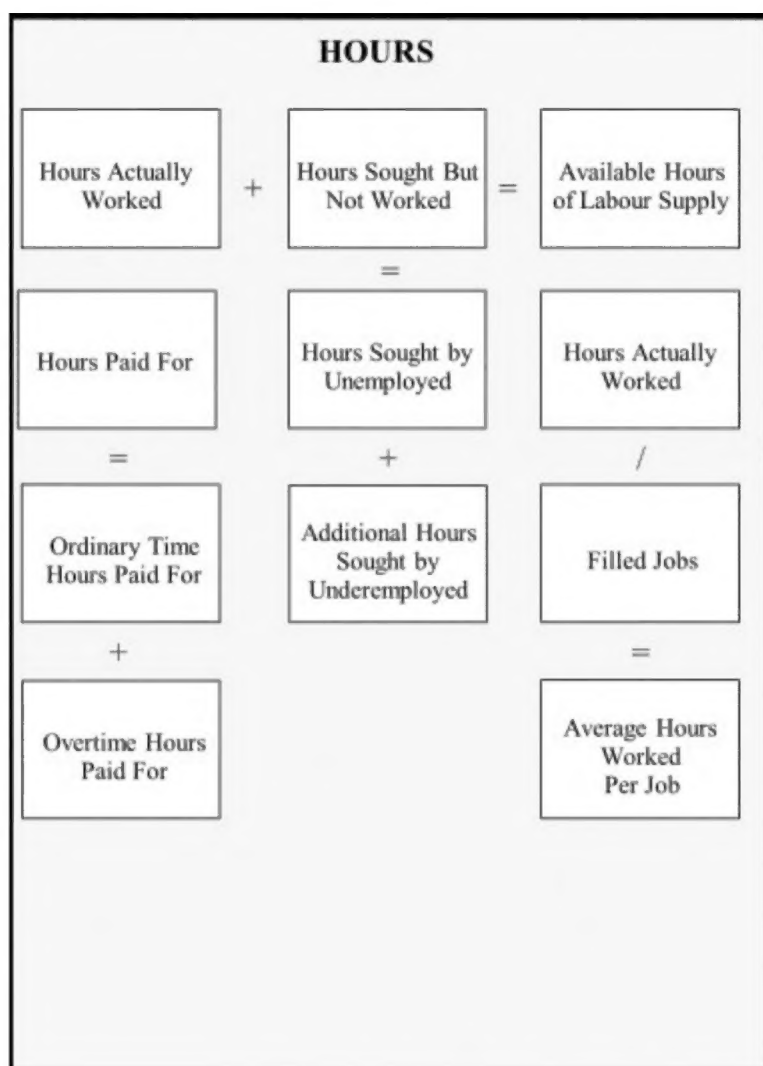 HOURS
Hours Actually
Worked
+
Hours Sought But
Not Worked
=
Available Hours
of Labour Supply
=
Hours Paid For
Hours Sought by
Unemployed
Hours Actually
Worked
=
+
/
Ordinary Time
Hours Paid For
Additional Hours
Sought by
Underemployed
Filled Jobs
+
=
Overtime Hours
Paid For
Average Hours
Worked
Per Job